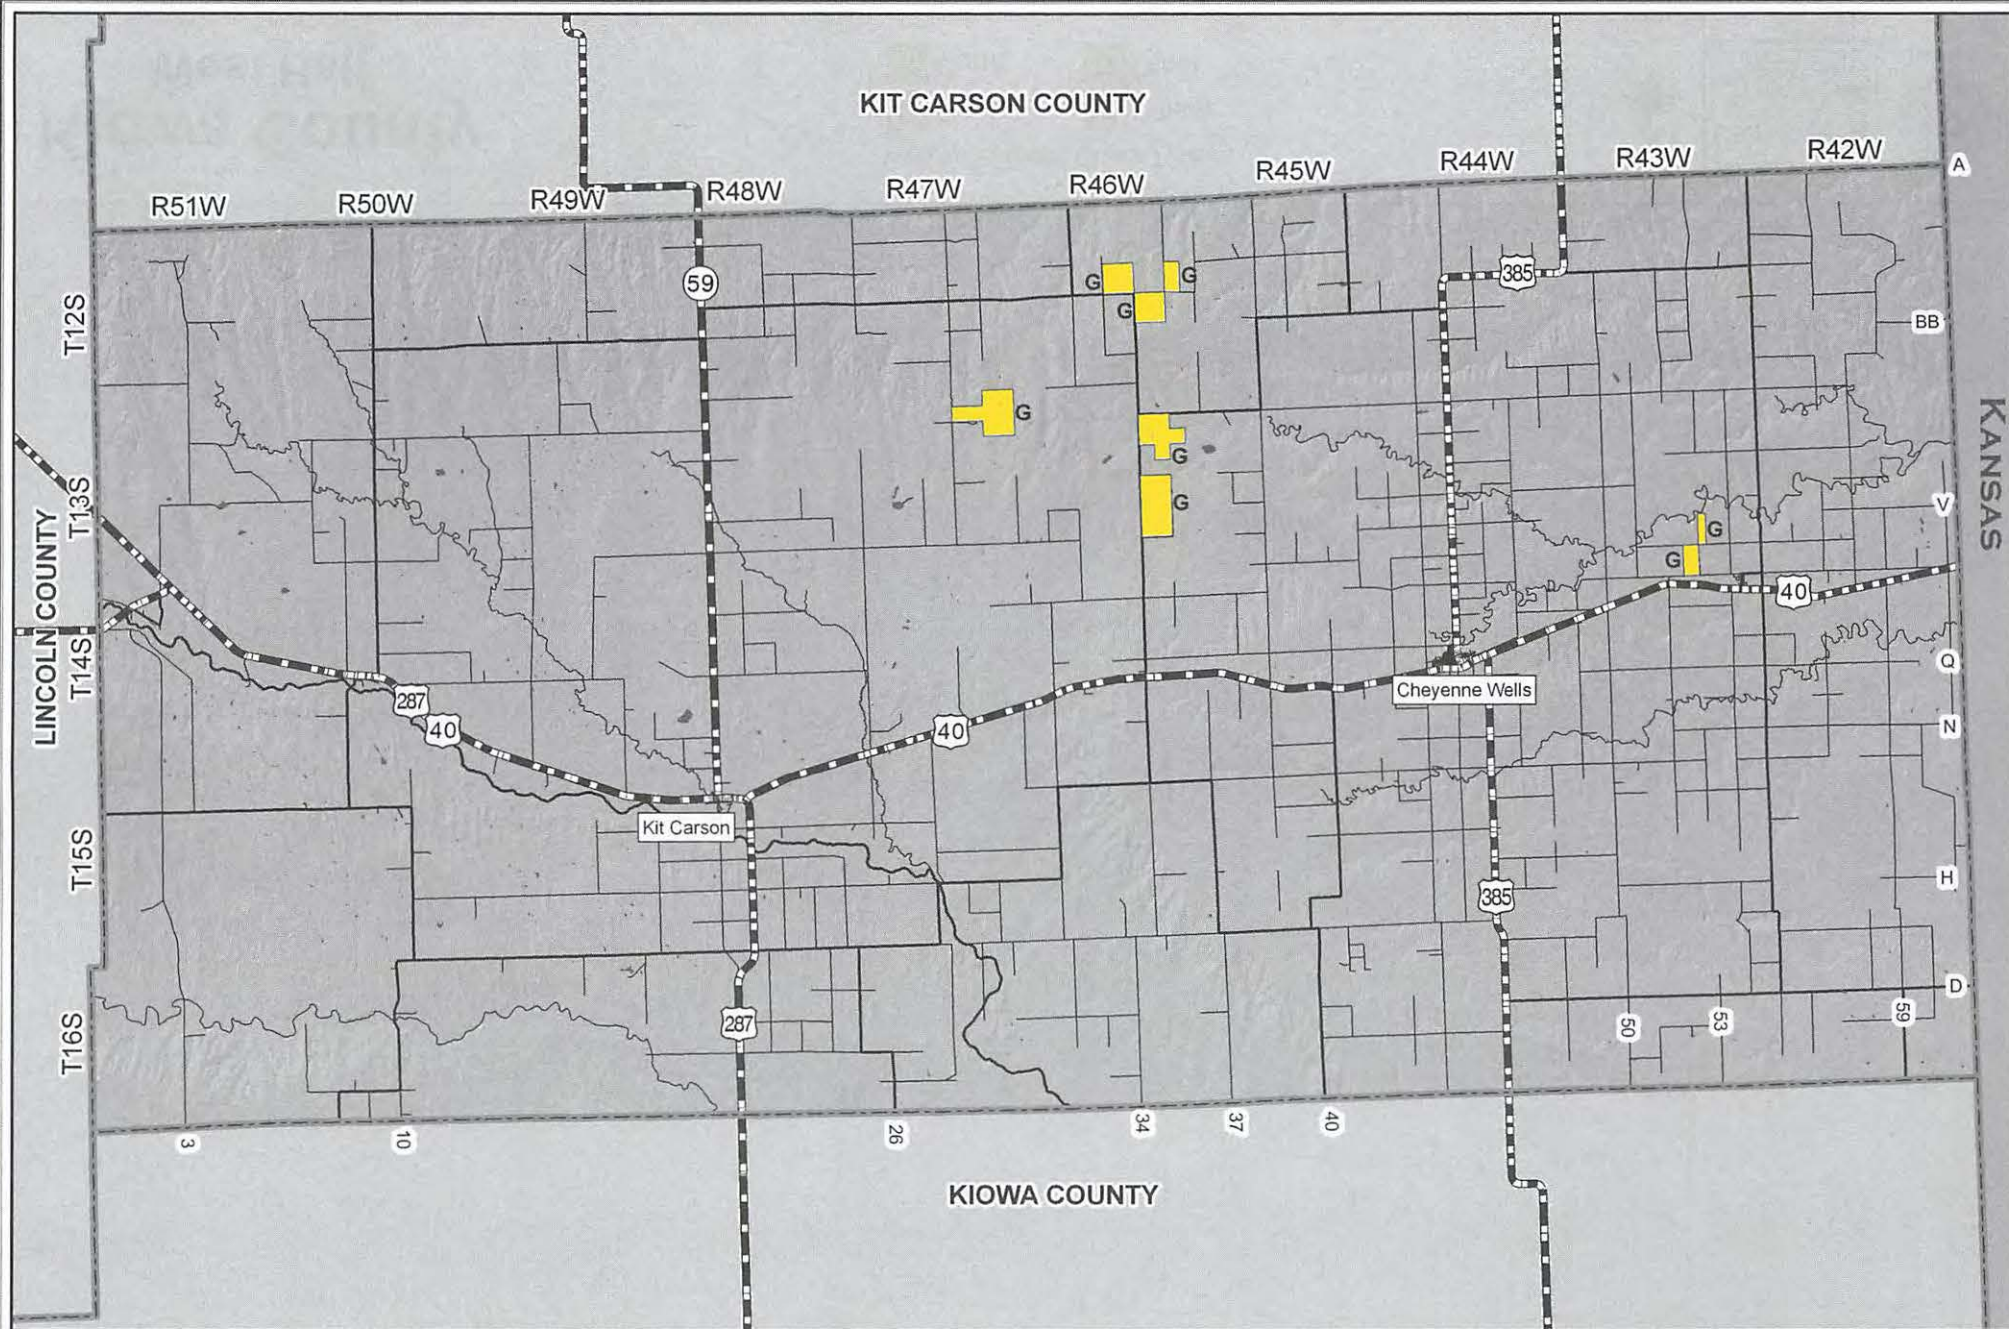 KIT CARSON COUNTY
R51W
R50W
R49W
R48W
R47W
R46W
R45W
R44W
R43W
R42W
A
59
385
G
G
G
T12S
BB
G
KANSAS
G
G
V
G
G
T13S
LINCOLN COUNTY
40
T14S
Q
287
Cheyenne Wells
40
40
N
Kit Carson
T15S
H
385
D
T16S
287
50
53
59
3
10
26
34
37
40
KIOWA COUNTY